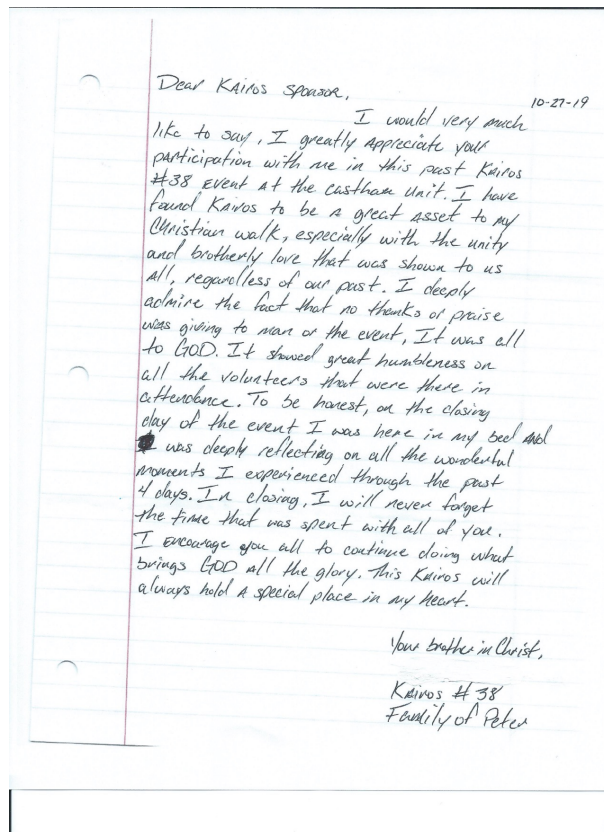 Dear Kairos Sponsor,
10-27-19
I would very much
like to say, I greatly Appreciate your
participation with me in this past Kairos
#38 Event At the Eastham Unit. I have
found Kairos to be A great Asset to my
Christian walk, especially with the unity
and brotherly love that was shown to us
All, regardless of our past. I deeply
admire the fact that no thanks or praise
was giving to man or the event, It was all
to GOD. It showed great humbleness on
all the volunteers that were there in
attendance. To be honest, on the closing
day of the event I was here in my bed AND
I was deeply reflecting on all the wonderful
moments I experienced through the past
4 days. In closing, I will never forget
the time that was spent with all of you.
I encourage you all to continue doing what
brings GOD All the glory. This Kairos will
always hold A special place in my heart.
Your brother in Christ,
Kairos #38
Family of Peter